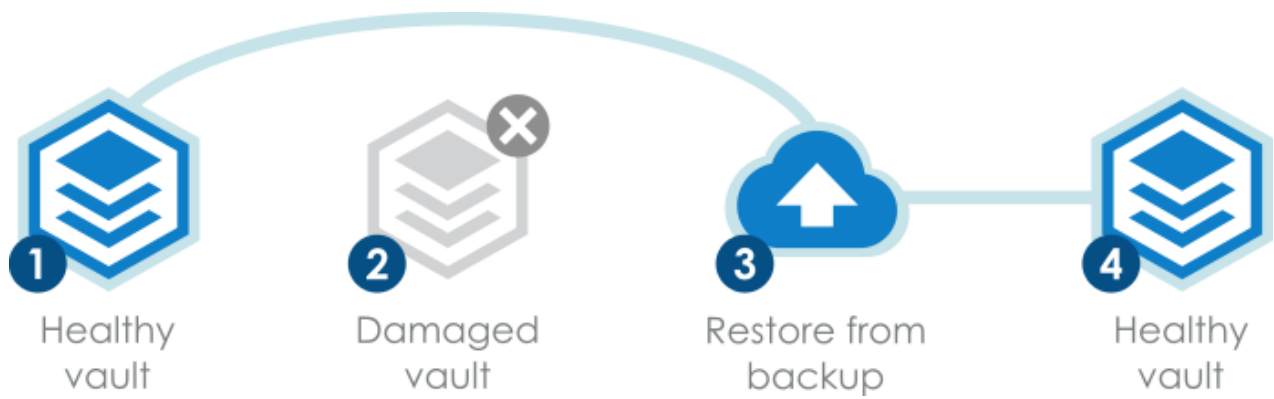 1
Healthy
vault
2
Damaged
vault
3
Restore from
backup
4
Healthy
vault